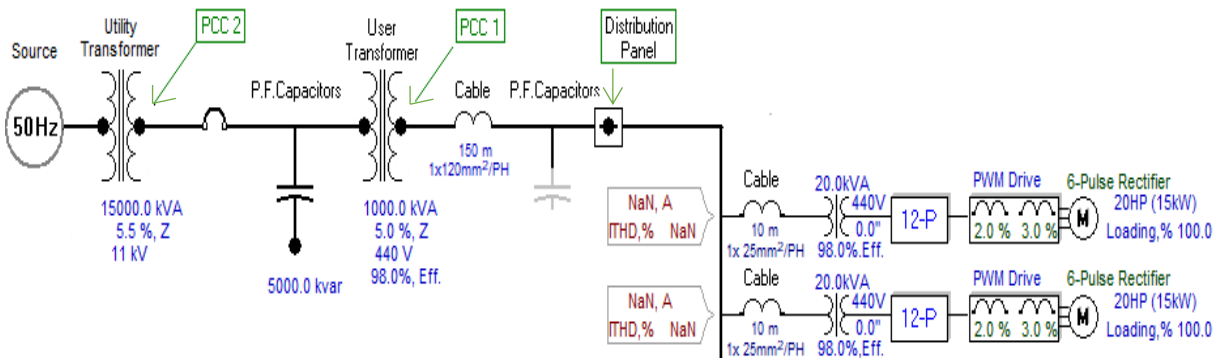 Source
50Hz
Utility
Transformer
15000.0 kVA
5.5 %, Z
11 kV
PCC 2
P.F.Capacitors
5000.0 kvar
User
Transformer
1000.0 kVA
5.0 %, Z
440 V
98.0%, Eff.
PCC 1
Cable
150 m
1x120mm²/PH
P.F.Capacitors
Distribution
Panel
NaN, A
ITHD,% NaN
Cable
10 m
1x 25mm²/PH
20.0kVA
440V
0.0"
98.0%.Eff.
12-P
PWM Drive
2.0 % 3.0 %
6-Pulse Rectifier
M
20HP (15kW)
Loading,% 100.0
NaN, A
ITHD,% NaN
Cable
10 m
1x 25mm²/PH
20.0kVA
440V
0.0"
98.0%,Eff.
12-P
PWM Drive
2.0 % 3.0 %
6-Pulse Rectifier
M
20HP (15kW)
Loading,% 100.0